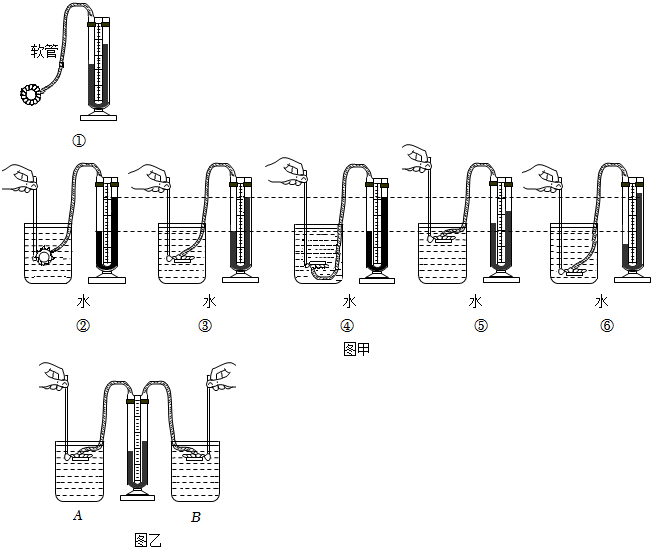 软管
①
水 水 水 水 水
② ③ ④ ⑤ ⑥
图甲
A B
图乙